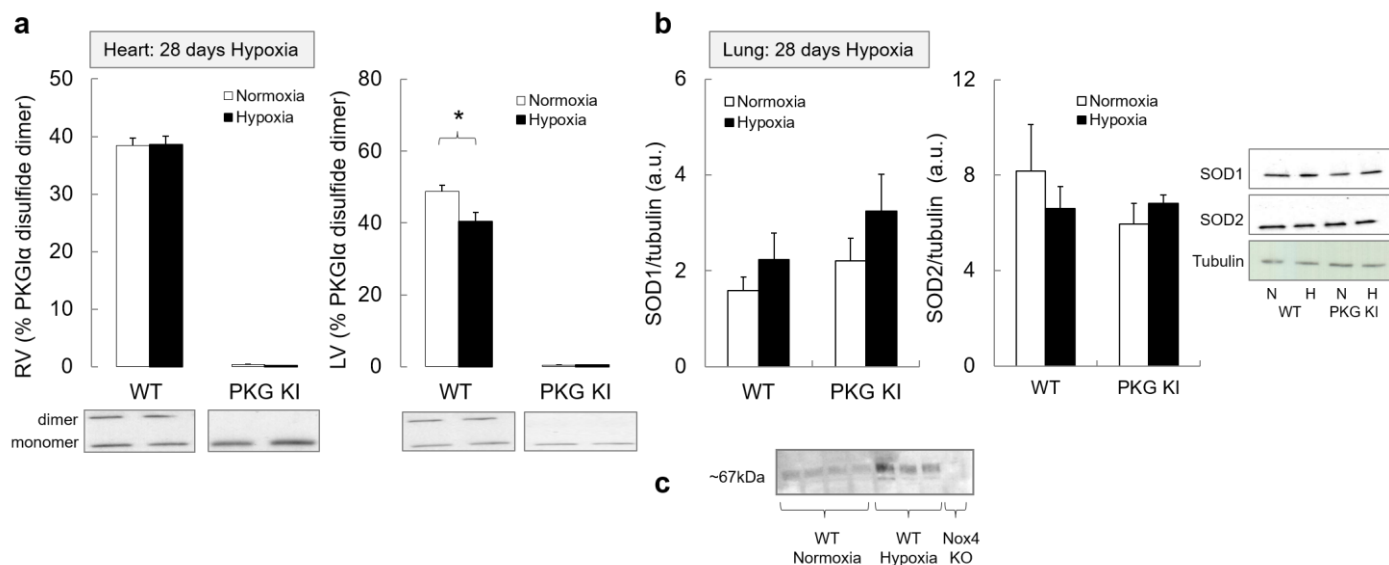 a
Heart: 28 days Hypoxia
RV (% PKGIα disulfide dimer)
50
40
30
20
10
0
Normoxia
Hypoxia
WT
PKG KI
dimer
monomer
LV (% PKGIα disulfide dimer)
80
60
40
20
0
Normoxia
Hypoxia
*
WT
PKG KI
b
Lung: 28 days Hypoxia
SOD1/tubulin (a.u.)
6
4
2
0
Normoxia
Hypoxia
WT
PKG KI
SOD2/tubulin (a.u.)
12
8
4
0
Normoxia
Hypoxia
WT
PKG KI
SOD1
SOD2
Tubulin
N H N H
WT PKG KI
c
~67kDa
WT
Normoxia
WT
Hypoxia
Nox4
KO